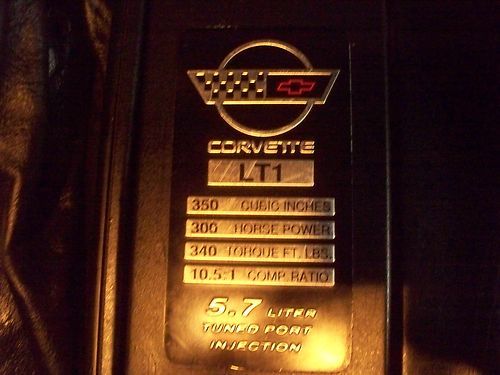 CORVETTE
LT1
350 CUBIC INCHES
300 HORSE POWER
340 TORQUE FT. LBS.
10.5:1 COMP. RATIO
5.7 LITER
TUNED PORT
INJECTION